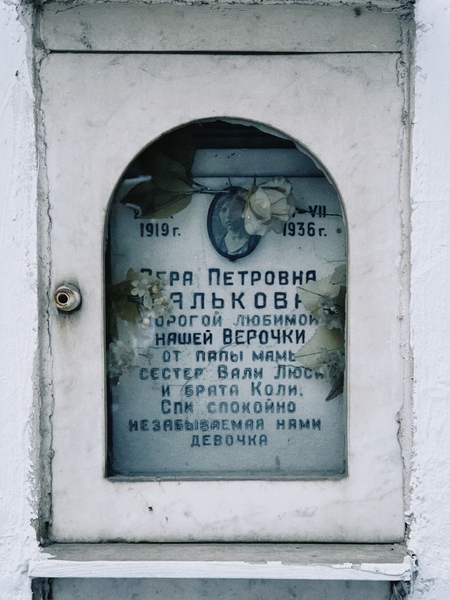 VII
1919 г. 1936 г.
ВЕРА ПЕТРОВНА
ДОРОГОЙ ЛЮБИМОЙ
НАШЕЙ ВЕРОЧКИ
ОТ ПАПЫ МАМЫ
СЕСТЕР ВАЛИ ЛЮСИ
И БРАТА КОЛИ.
СПИ СПОКОЙНО
НЕЗАБЫВАЕМАЯ НАМИ
ДЕВОЧКА